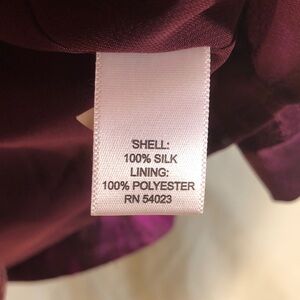 SHELL:
100% SILK
LINING:
100% POLYESTER
RN 54023